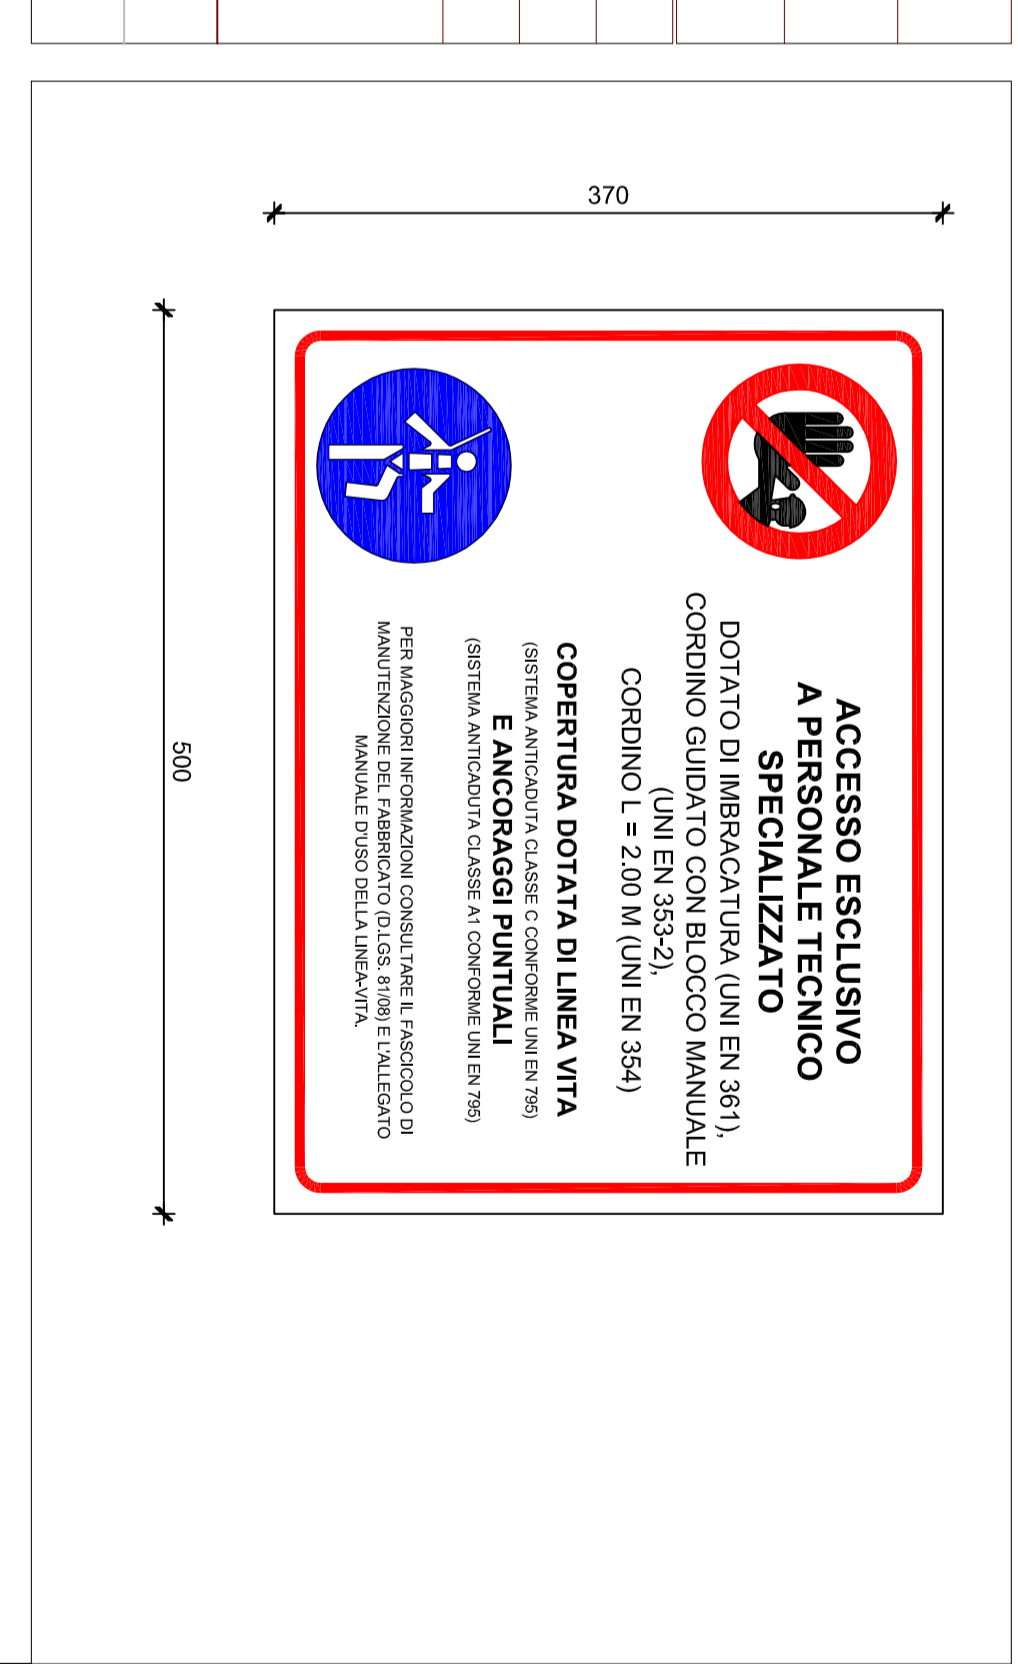 370
500
ACCESSO ESCLUSIVO
A PERSONALE TECNICO
SPECIALIZZATO
DOTATO DI IMBRACATURA (UNI EN 361),
CORDINO GUIDATO CON BLOCCO MANUALE
(UNI EN 353-2),
CORDINO L = 2.00 M (UNI EN 354)
COPERTURA DOTATA DI LINEA VITA
(SISTEMA ANTICADUTA CLASSE C CONFORME UNI EN 795)
E ANCORAGGI PUNTUALI
(SISTEMA ANTICADUTA CLASSE A1 CONFORME UNI EN 795)
PER MAGGIORI INFORMAZIONI CONSULTARE IL FASCICOLO DI
MANUTENZIONE DEL FABBRICATO (D.LGS. 81/08) E L'ALLEGATO
MANUALE D'USO DELLA LINEA-VITA.